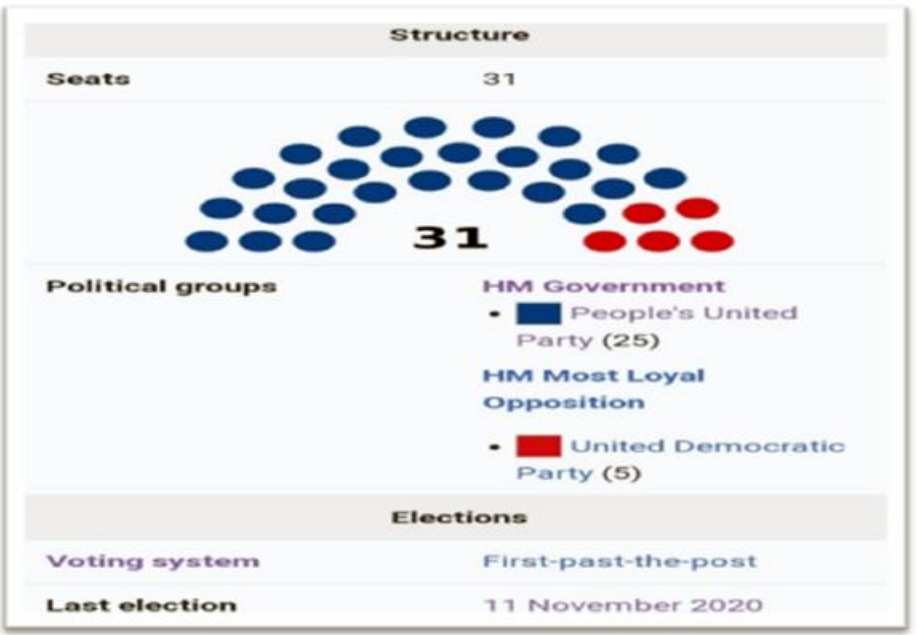 Structure
Seats 31
31
Political groups HM Government
• People's United
Party (25)
HM Most Loyal
Opposition
• United Democratic
Party (5)
Elections
Voting system First-past-the-post
Last election 11 November 2020